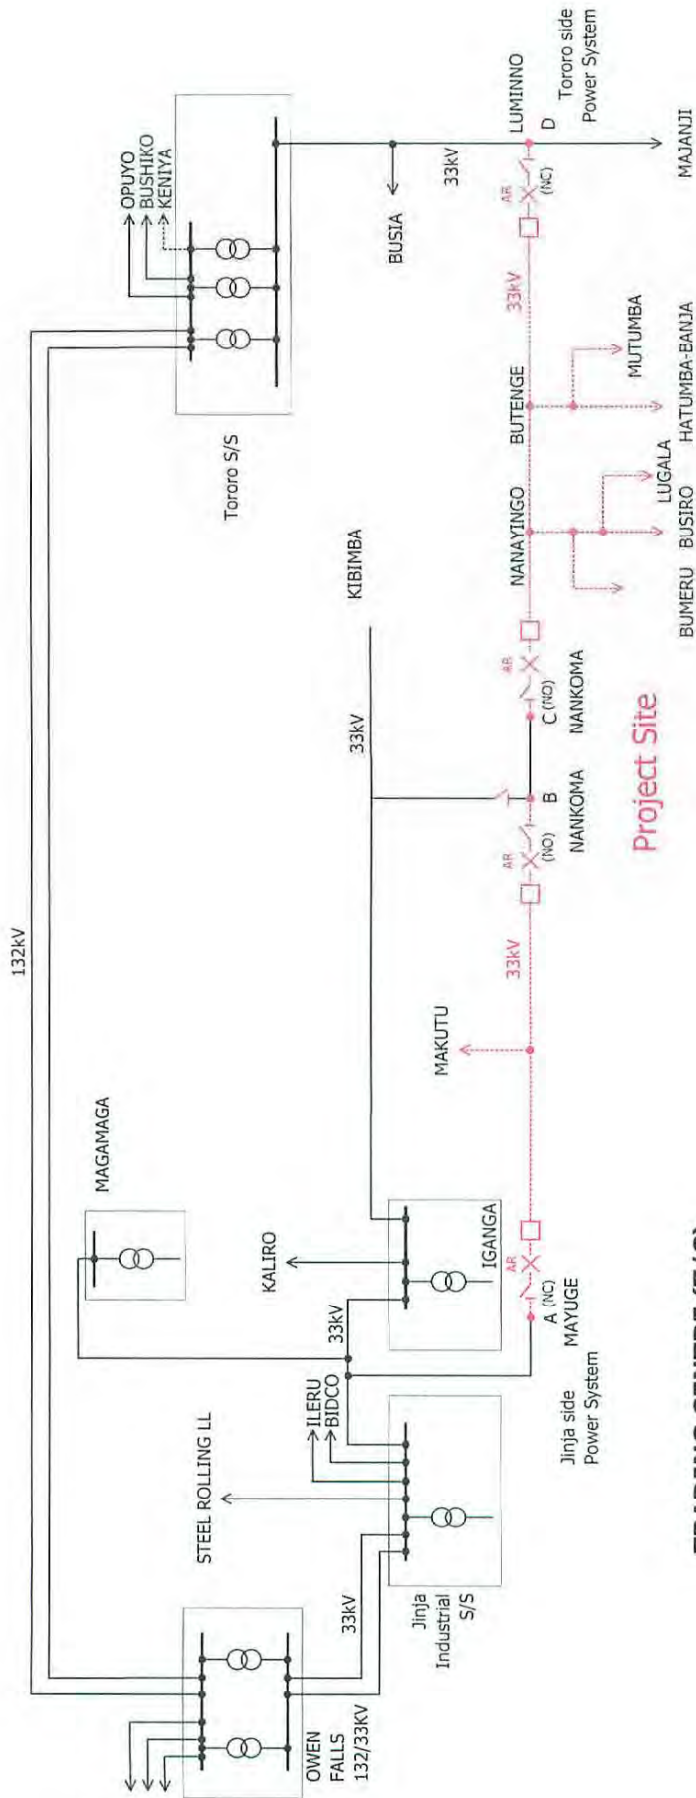 132kV
OPUYO
BUSHIKO
KENIYA
Tororo S/S
MAGAMAGA
STEEL ROLLING LL
ILERU
BIDCO
KALIRO
33kV
33kV
33kV
KIBIMBA
BUSIA
33kV
OWEN
FALLS
132/33KV
Jinja
Industrial
S/S
IGANGA
MAKUTU
Jinja side
Power System
A (NC)
MAYUGE
AR
33kV
AR
(NO)
B
NANKOMA
C (NO)
NANKOMA
AR
NANAYINGO
BUTENGE
33kV
AR
(NC)
LUMINNO
D
Tororo side
Power System
BUMERU
BUSIRO
LUGALA
HATUMBA-BANJA
MUTUMBA
MAJANJI
Project Site